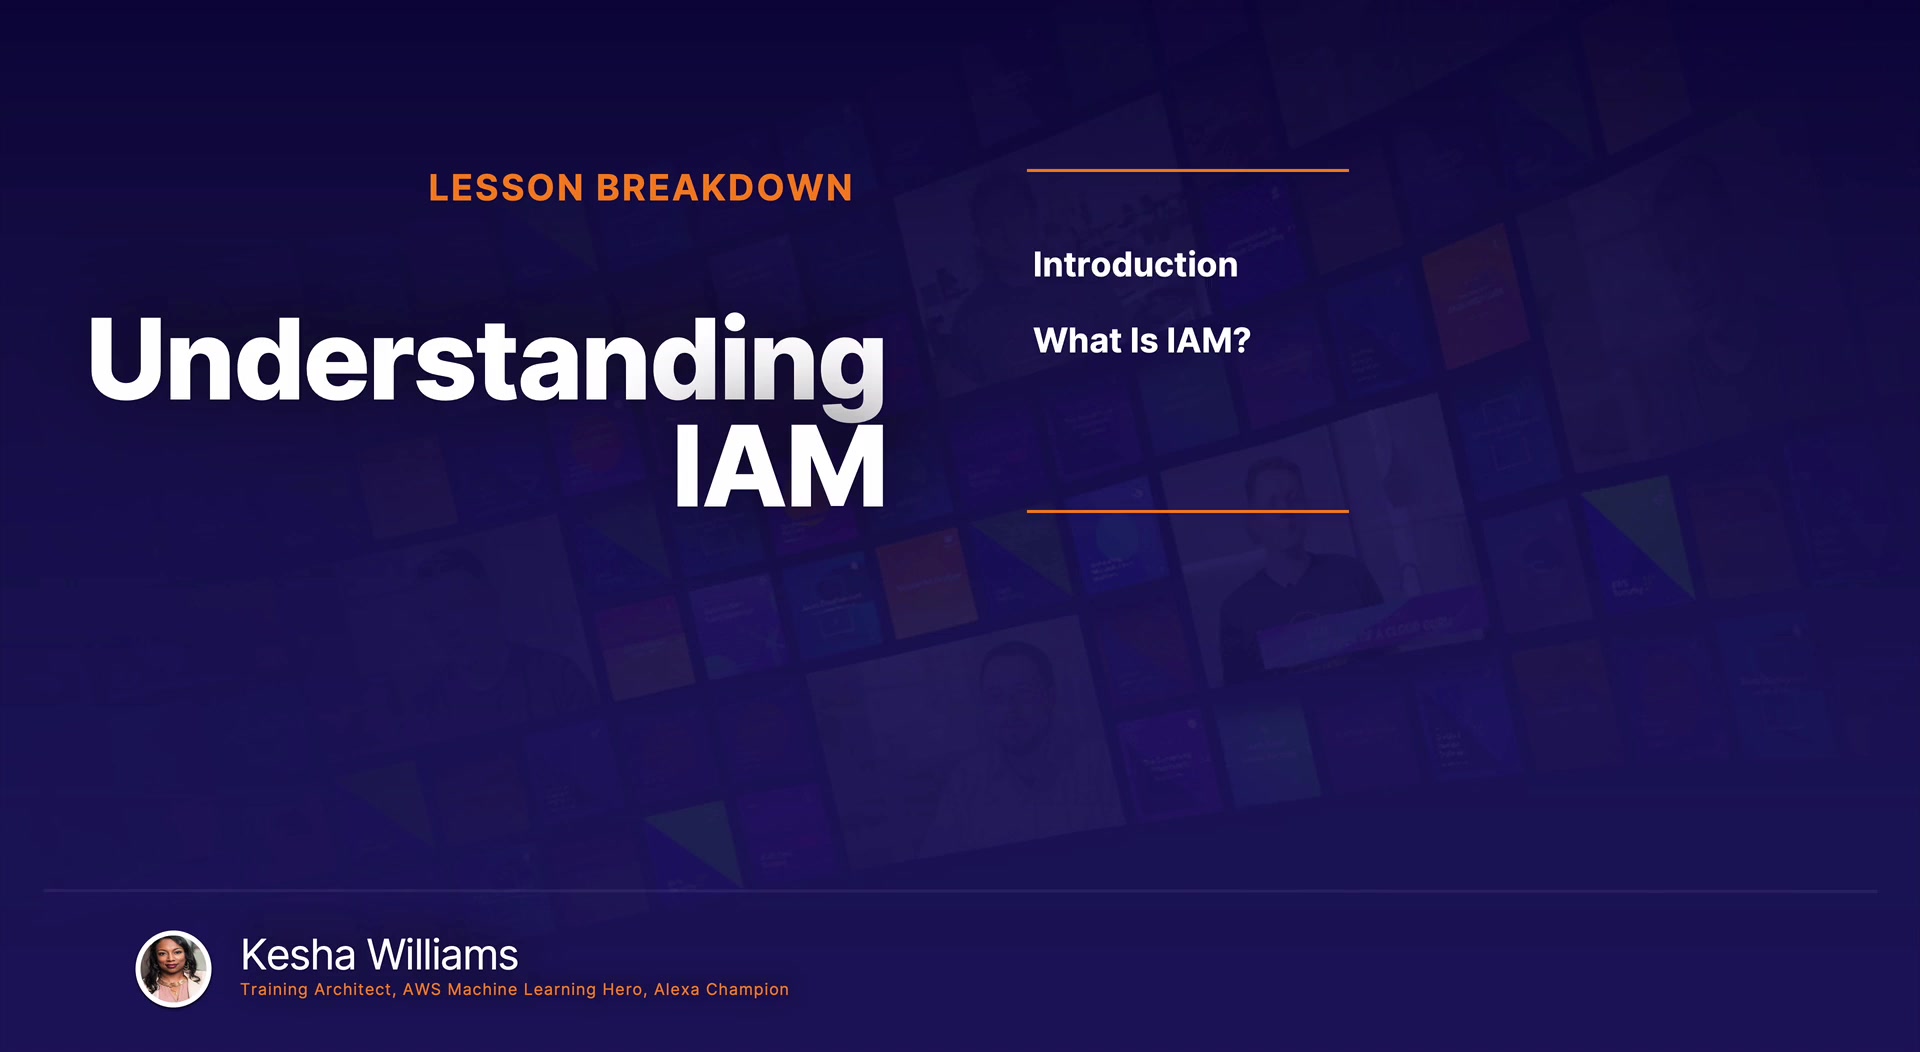 LESSON BREAKDOWN
Understanding
IAM
Introduction
What Is IAM?
Kesha Williams
Training Architect, AWS Machine Learning Hero, Alexa Champion